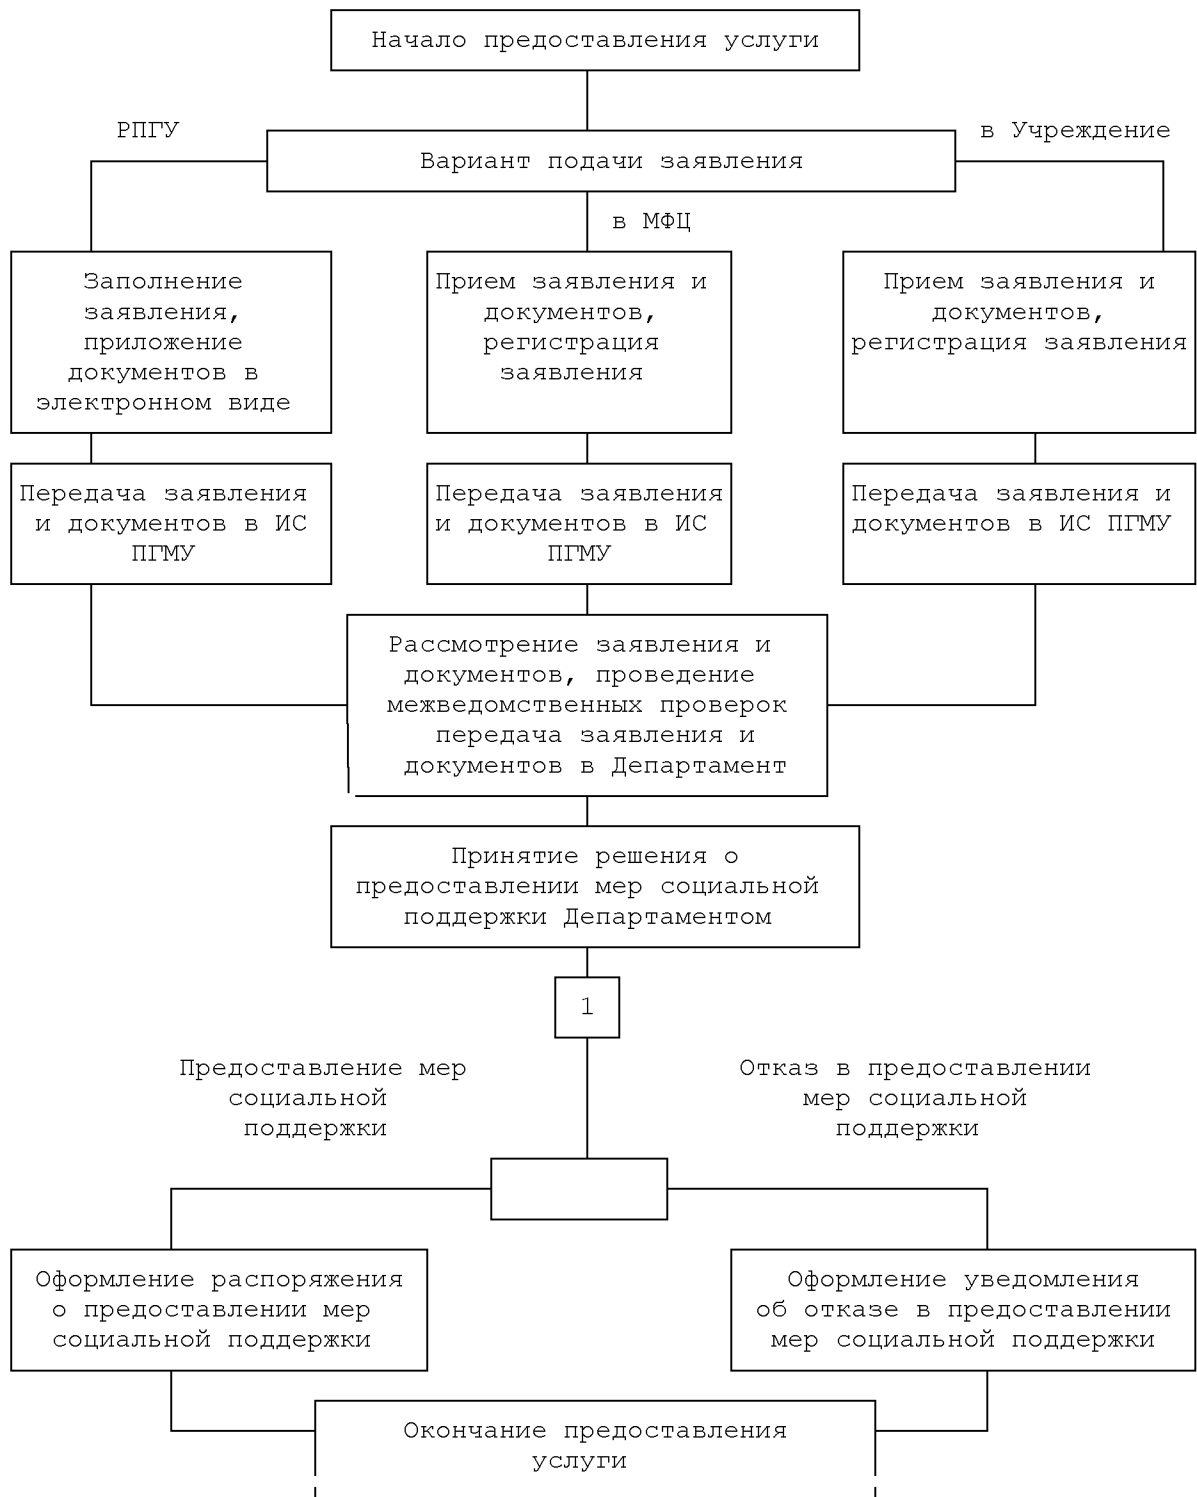 Начало предоставления услуги
РПГУ
в Учреждение
Вариант подачи заявления
в МФЦ
Заполнение
заявления,
приложение
документов в
электронном виде
Прием заявления и
документов,
регистрация
заявления
Прием заявления и
документов,
регистрация заявления
Передача заявления
и документов в ИС
ПГМУ
Передача заявления
и документов в ИС
ПГМУ
Передача заявления и
документов в ИС ПГМУ
Рассмотрение заявления и
документов, проведение
межведомственных проверок
передача заявления и
документов в Департамент
Принятие решения о
предоставлении мер социальной
поддержки Департаментом
1
Предоставление мер
социальной
поддержки
Отказ в предоставлении
мер социальной
поддержки
Оформление распоряжения
о предоставлении мер
социальной поддержки
Оформление уведомления
об отказе в предоставлении
мер социальной поддержки
Окончание предоставления
услуги